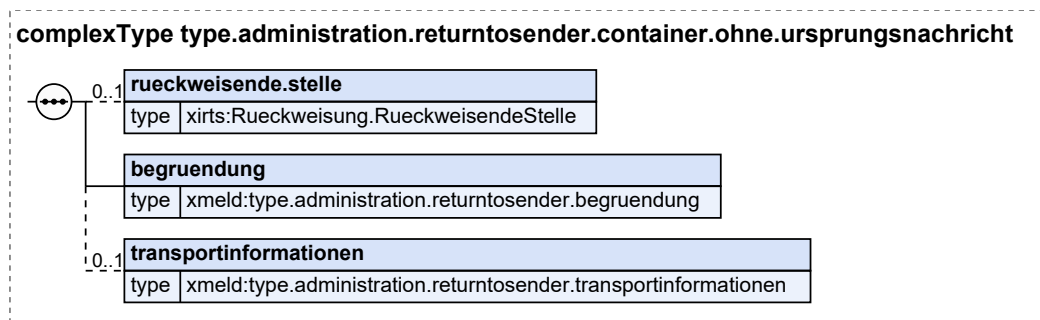 complexType type.administration.returntosender.container.ohne.ursprungsnachricht
0..1 rueckweisende.stelle
type xirts:Rueckweisung.RueckweisendeStelle
begruendung
type xmeld:type.administration.returntosender.begruendung
0..1 transportinformationen
type xmeld:type.administration.returntosender.transportinformationen